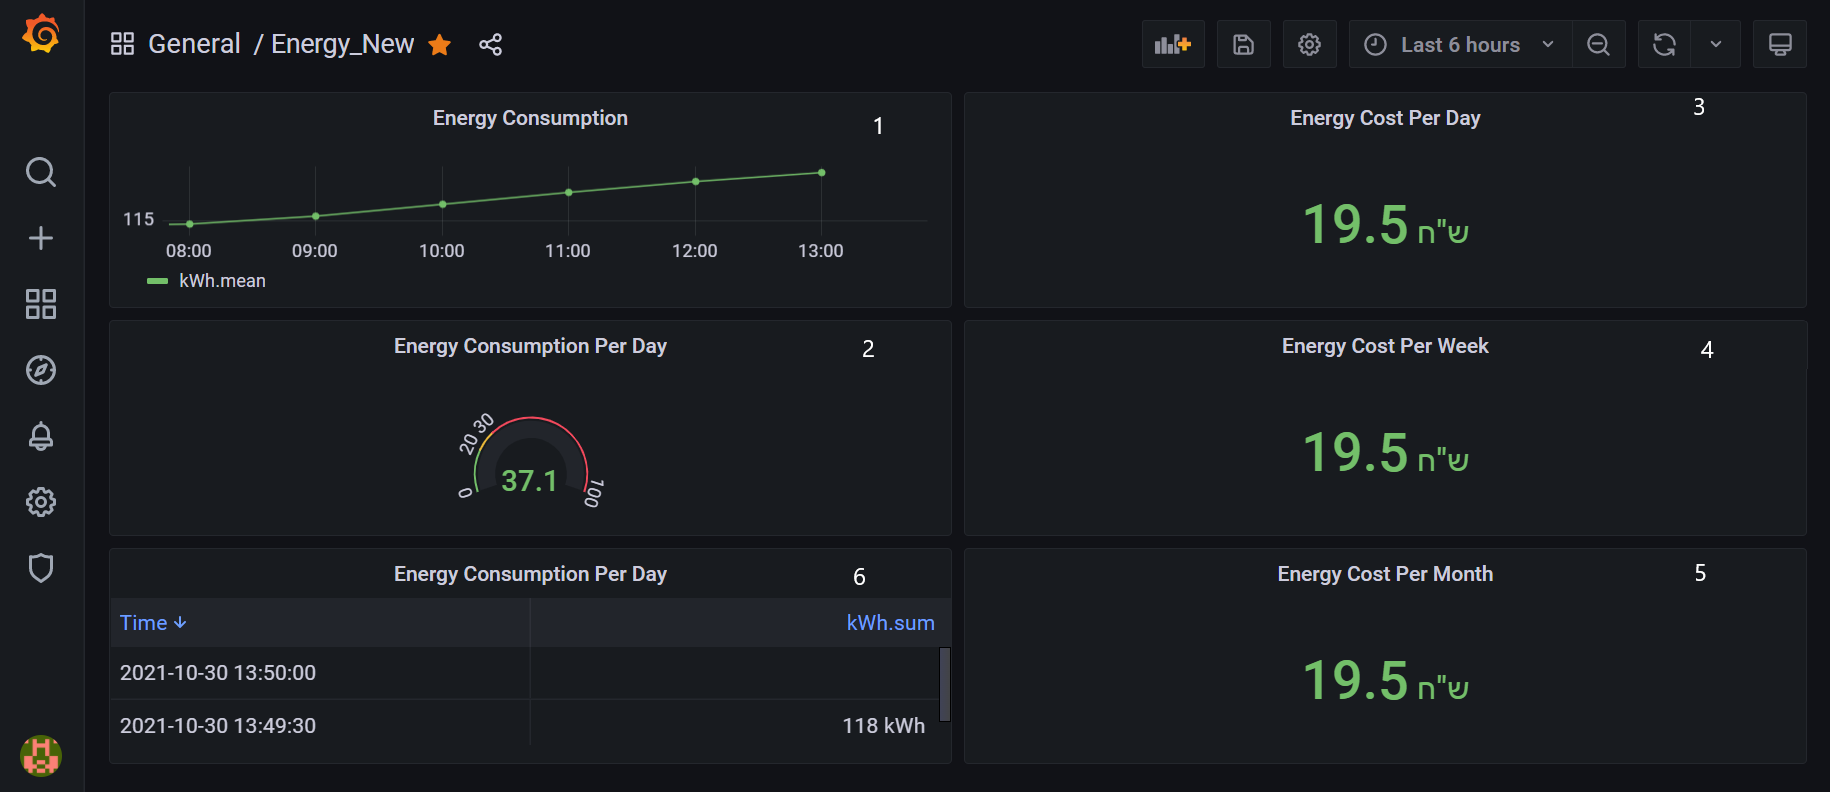 General / Energy_New
Last 6 hours
Energy Consumption
1
115
08:00 09:00 10:00 11:00 12:00 13:00
kWh.mean
Energy Cost Per Day
3
19.5 ש"ח
Energy Consumption Per Day
2
0 20 30 100
37.1
Energy Cost Per Week
4
19.5 ש"ח
Energy Consumption Per Day
6
Time kWh.sum
2021-10-30 13:50:00
2021-10-30 13:49:30 118 kWh
Energy Cost Per Month
5
19.5 ש"ח